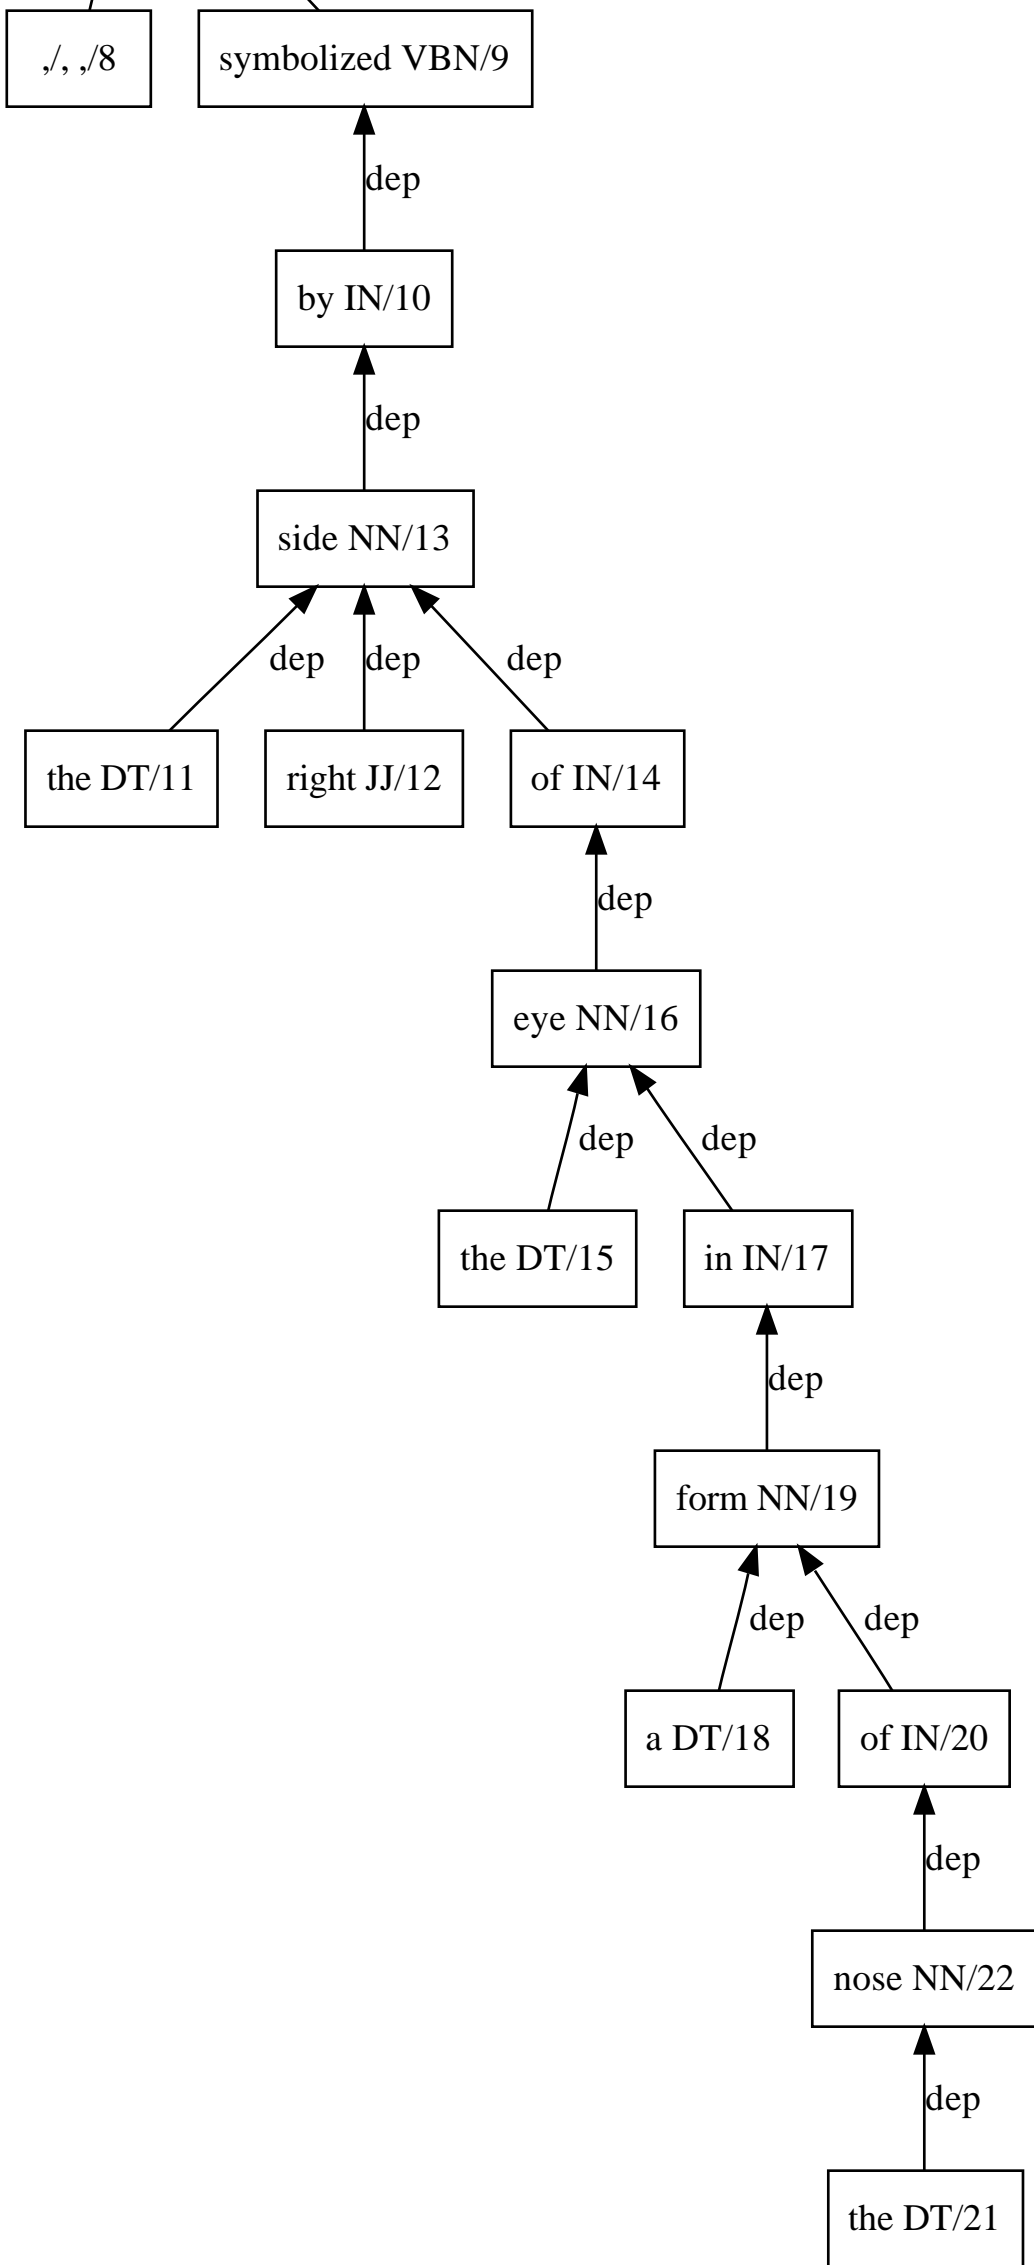 ,/, ,/8 symbolized VBN/9
dep
by IN/10
dep
side NN/13
dep dep dep
the DT/11 right JJ/12 of IN/14
dep
eye NN/16
dep dep
the DT/15 in IN/17
dep
form NN/19
dep dep
a DT/18 of IN/20
dep
nose NN/22
dep
the DT/21